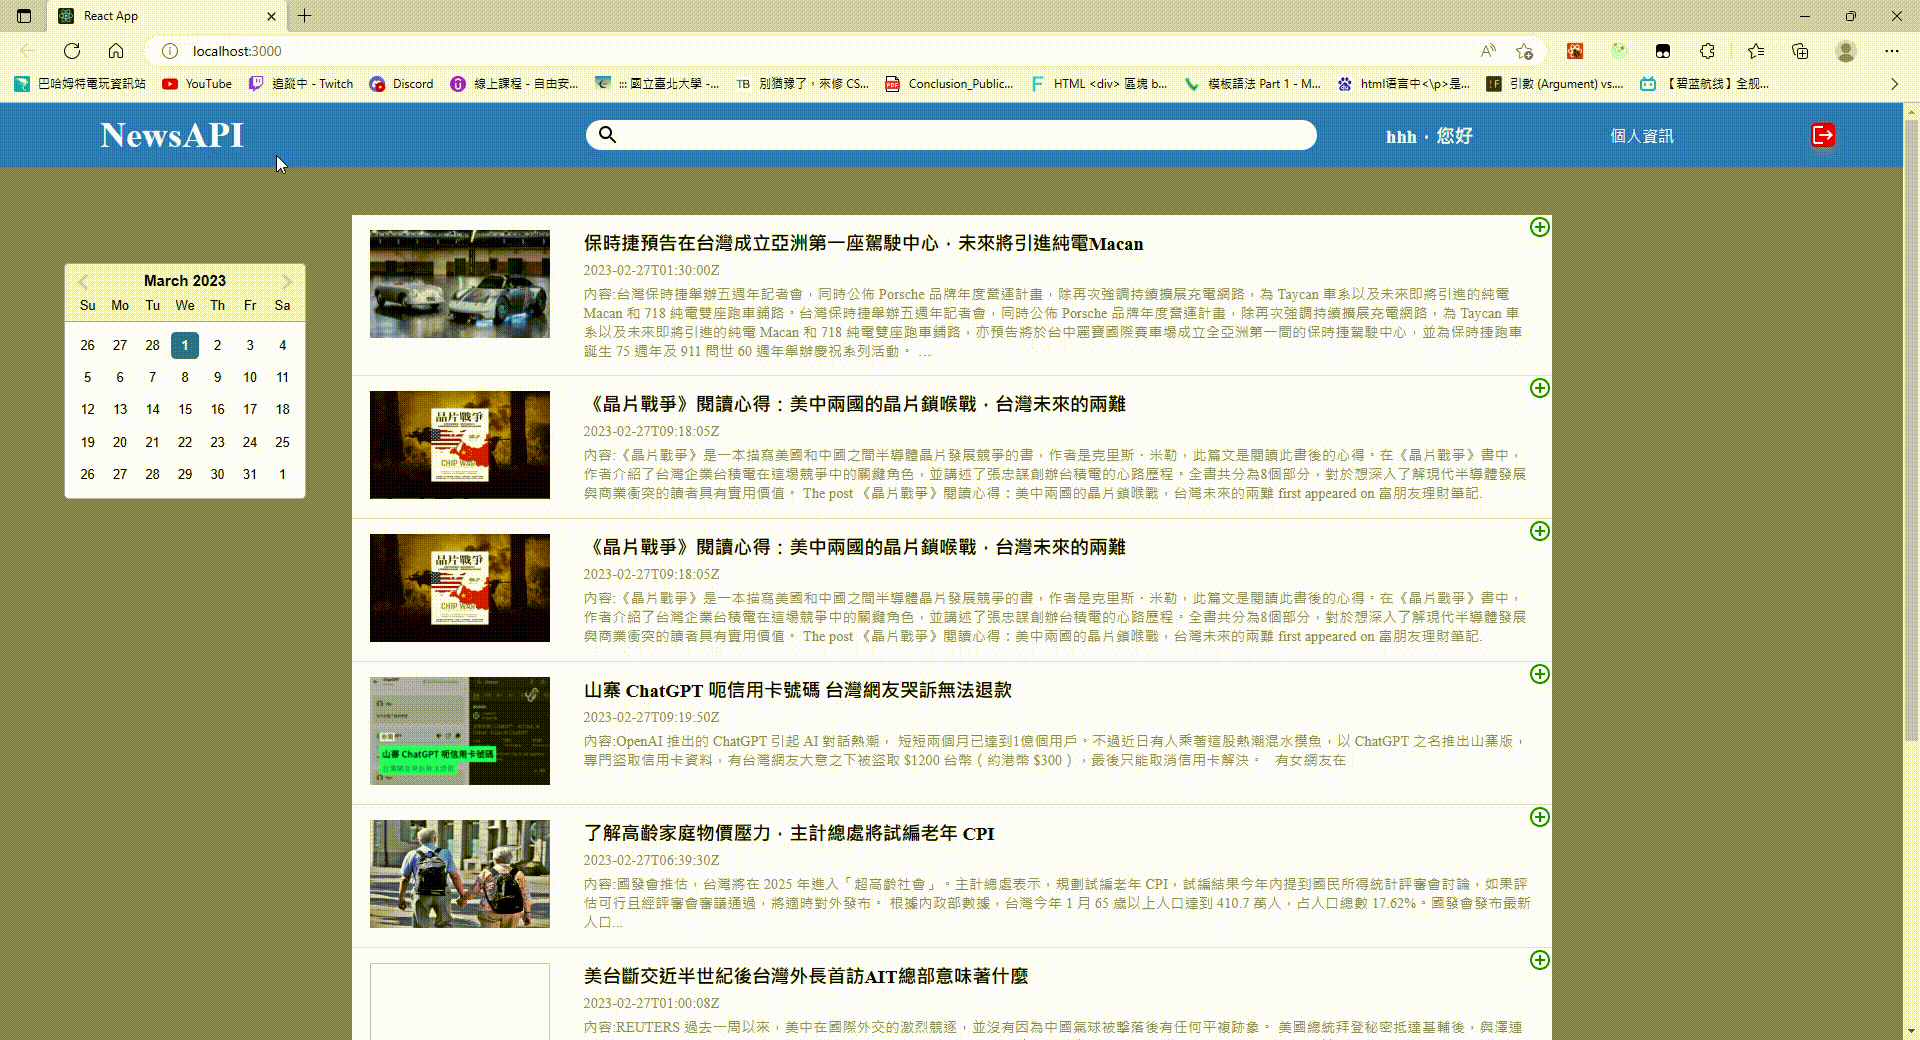 React App
localhost:3000
巴哈姆特電玩資訊站 YouTube 追蹤中 - Twitch Discord 線上課程 - 自由安... ::: 國立臺北大學 -... TB 別猶豫了，來修 CS... Conclusion_Public... HTML <div> 區塊 b... 模板語法 Part 1 - M... html语言中<\p>是... 引數 (Argument) vs.... 【碧蓝航线】全舰...
NewsAPI
hhh，您好
個人資訊
March 2023
Su Mo Tu We Th Fr Sa
26 27 28 1 2 3 4
5 6 7 8 9 10 11
12 13 14 15 16 17 18
19 20 21 22 23 24 25
26 27 28 29 30 31 1
保時捷預告在台灣成立亞洲第一座駕駛中心，未來將引進純電Macan
2023-02-27T01:30:00Z
內容:台灣保時捷舉辦五週年記者會，同時公佈 Porsche 品牌年度營運計畫，除再次強調持續擴展充電網路，為 Taycan 車系以及未來即將引進的純電
Macan 和 718 純電雙座跑車鋪路。台灣保時捷舉辦五週年記者會，同時公佈 Porsche 品牌年度營運計畫，除再次強調持續擴展充電網路，為 Taycan 車
系以及未來即將引進的純電 Macan 和 718 純電雙座跑車鋪路，亦預告將於台中麗寶國際賽車場成立全亞洲第一間的保時捷駕駛中心，並為保時捷跑車
誕生 75 週年及 911 問世 60 週年舉辦慶祝系列活動。 …
晶片戰爭
CHIP WAR
《晶片戰爭》閱讀心得：美中兩國的晶片鎖喉戰，台灣未來的兩難
2023-02-27T09:18:05Z
內容:《晶片戰爭》是一本描寫美國和中國之間半導體晶片發展競爭的書，作者是克里斯．米勒，此篇文是閱讀此書後的心得。在《晶片戰爭》書中，
作者介紹了台灣企業台積電在這場競爭中的關鍵角色，並講述了張忠謀創辦台積電的心路歷程。全書共分為8個部分，對於想深入了解現代半導體發展
與商業衝突的讀者具有實用價值。 The post 《晶片戰爭》閱讀心得：美中兩國的晶片鎖喉戰，台灣未來的兩難 first appeared on 富朋友理財筆記.
晶片戰爭
CHIP WAR
《晶片戰爭》閱讀心得：美中兩國的晶片鎖喉戰，台灣未來的兩難
2023-02-27T09:18:05Z
內容:《晶片戰爭》是一本描寫美國和中國之間半導體晶片發展競爭的書，作者是克里斯．米勒，此篇文是閱讀此書後的心得。在《晶片戰爭》書中，
作者介紹了台灣企業台積電在這場競爭中的關鍵角色，並講述了張忠謀創辦台積電的心路歷程。全書共分為8個部分，對於想深入了解現代半導體發展
與商業衝突的讀者具有實用價值。 The post 《晶片戰爭》閱讀心得：美中兩國的晶片鎖喉戰，台灣未來的兩難 first appeared on 富朋友理財筆記.
山寨 ChatGPT 呃信用卡號碼
台灣網友哭訴無法退款
山寨 ChatGPT 呃信用卡號碼 台灣網友哭訴無法退款
2023-02-27T09:19:50Z
內容:OpenAI 推出的 ChatGPT 引起 AI 對話熱潮， 短短兩個月已達到1億個用戶。不過近日有人乘著這股熱潮混水摸魚，以 ChatGPT 之名推出山寨版，
專門盜取信用卡資料，有台灣網友大意之下被盜取 $1200 台幣（約港幣 $300），最後只能取消信用卡解決。 有女網友在
了解高齡家庭物價壓力，主計總處將試編老年 CPI
2023-02-27T06:39:30Z
內容:國發會推估，台灣將在 2025 年進入「超高齡社會」。主計總處表示，規劃試編老年 CPI，試編結果今年內提到國民所得統計評審會討論，如果評
估可行且經評審會審議通過，將適時對外發布。 根據內政部數據，台灣今年 1 月 65 歲以上人口達到 410.7 萬人，占人口總數 17.62%。國發會發布最新
人口...
美台斷交近半世紀後台灣外長首訪AIT總部意味著什麼
2023-02-27T01:00:08Z
內容:REUTERS 過去一周以來，美中在國際外交的激烈競逐，並沒有因為中國氣球被擊落後有任何平複跡象。 美國總統拜登秘密抵達基輔後，與澤連